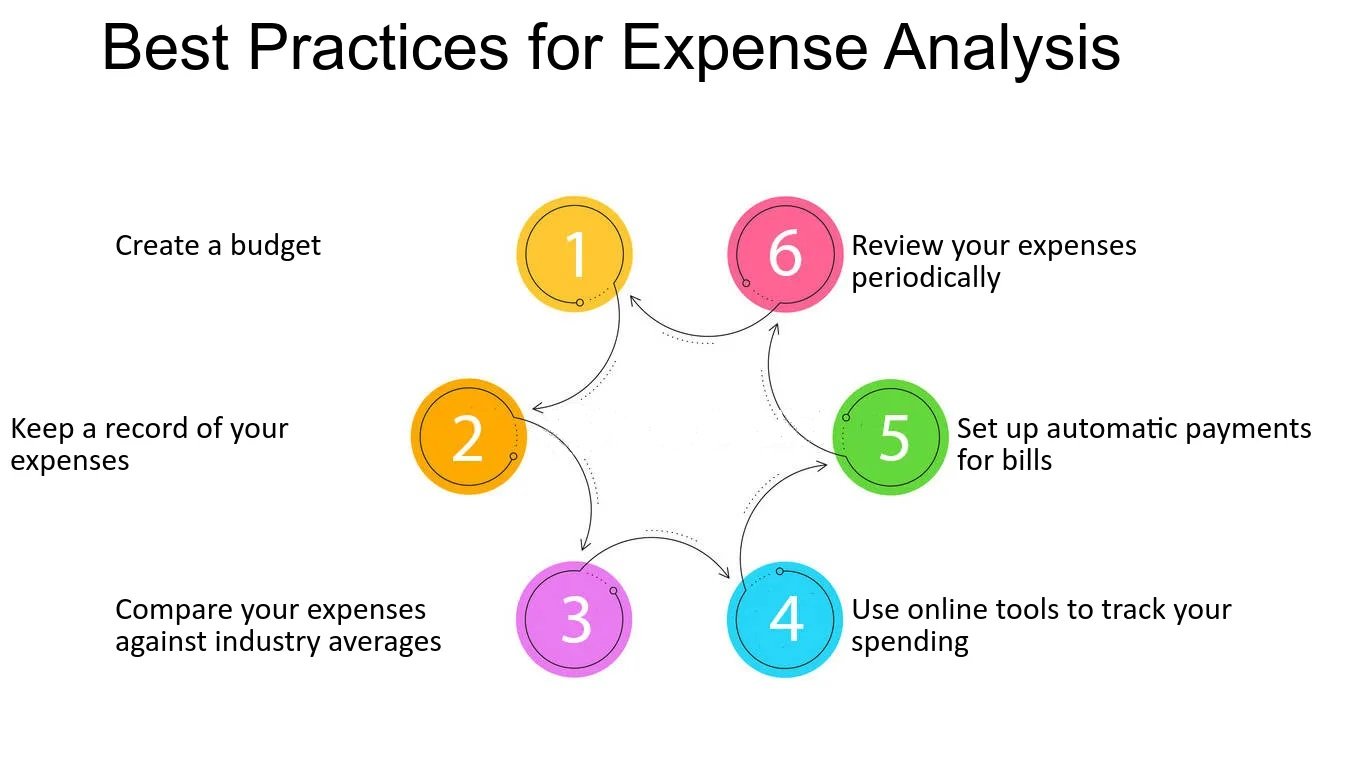 Best Practices for Expense Analysis
1
Create a budget
2
Keep a record of your
expenses
3
Compare your expenses
against industry averages
4
Use online tools to track your
spending
5
Set up automatic payments
for bills
6
Review your expenses
periodically